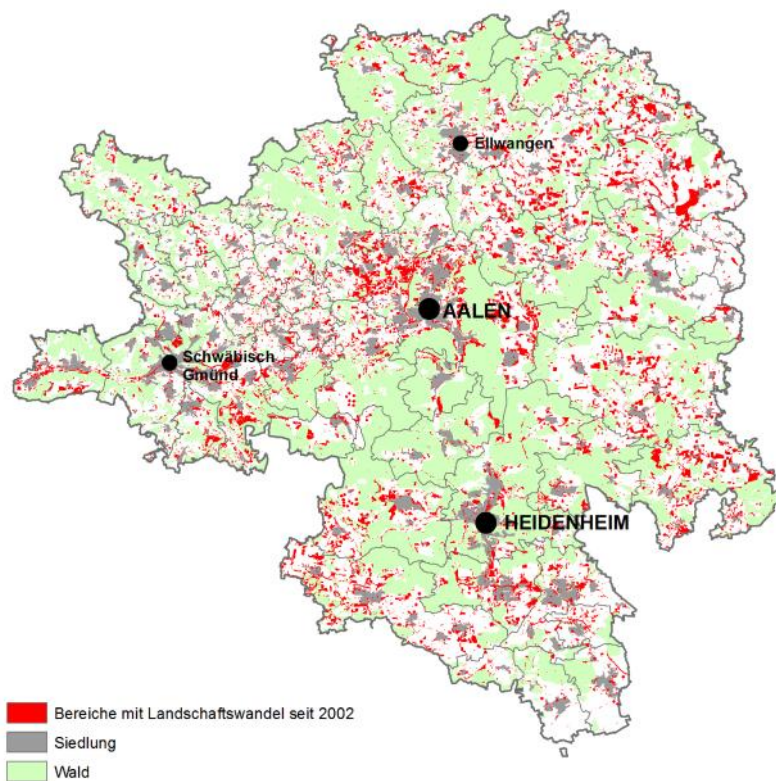 Ellwangen
AALEN
Schwäbisch
Gmünd
HEIDENHEIM
Bereiche mit Landschaftswandel seit 2002
Siedlung
Wald